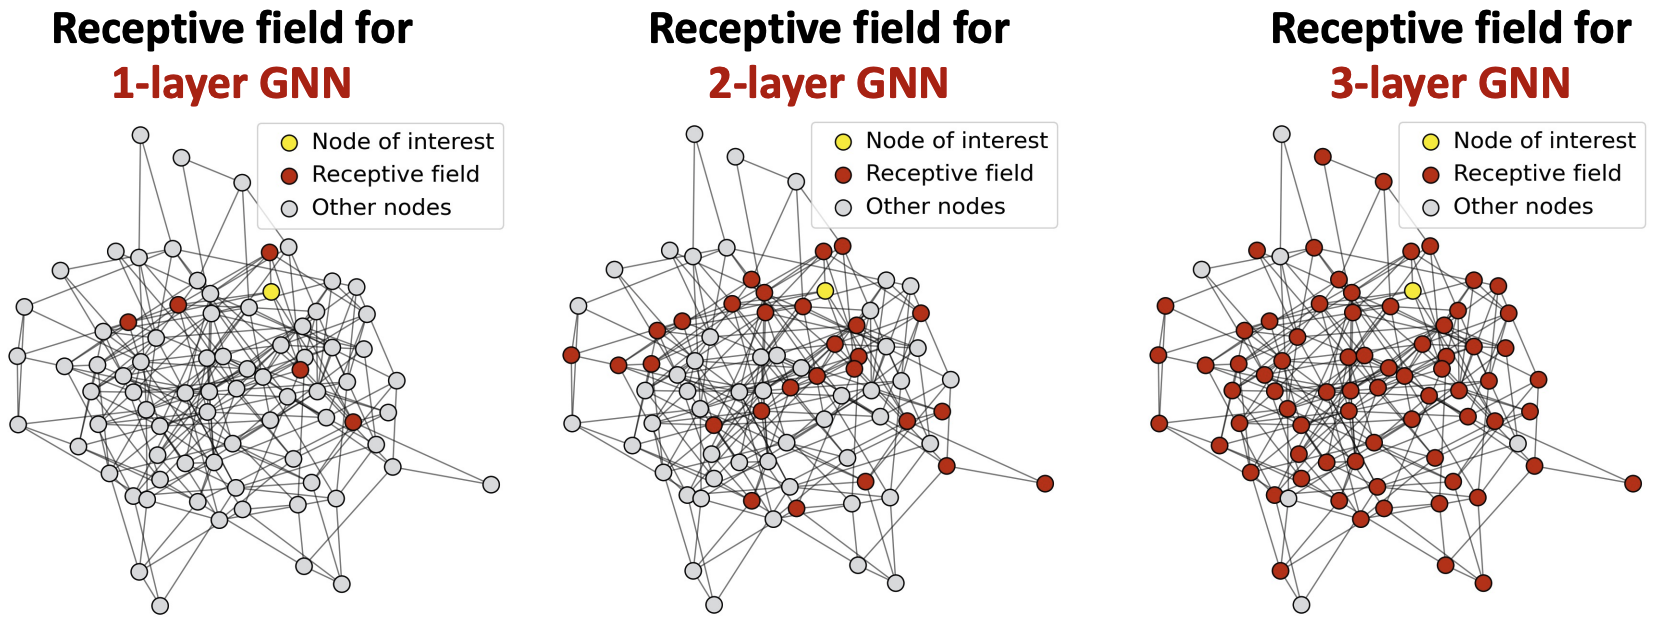 Receptive field for
1-layer GNN
Node of interest
Receptive field
Other nodes
Receptive field for
2-layer GNN
Node of interest
Receptive field
Other nodes
Receptive field for
3-layer GNN
Node of interest
Receptive field
Other nodes